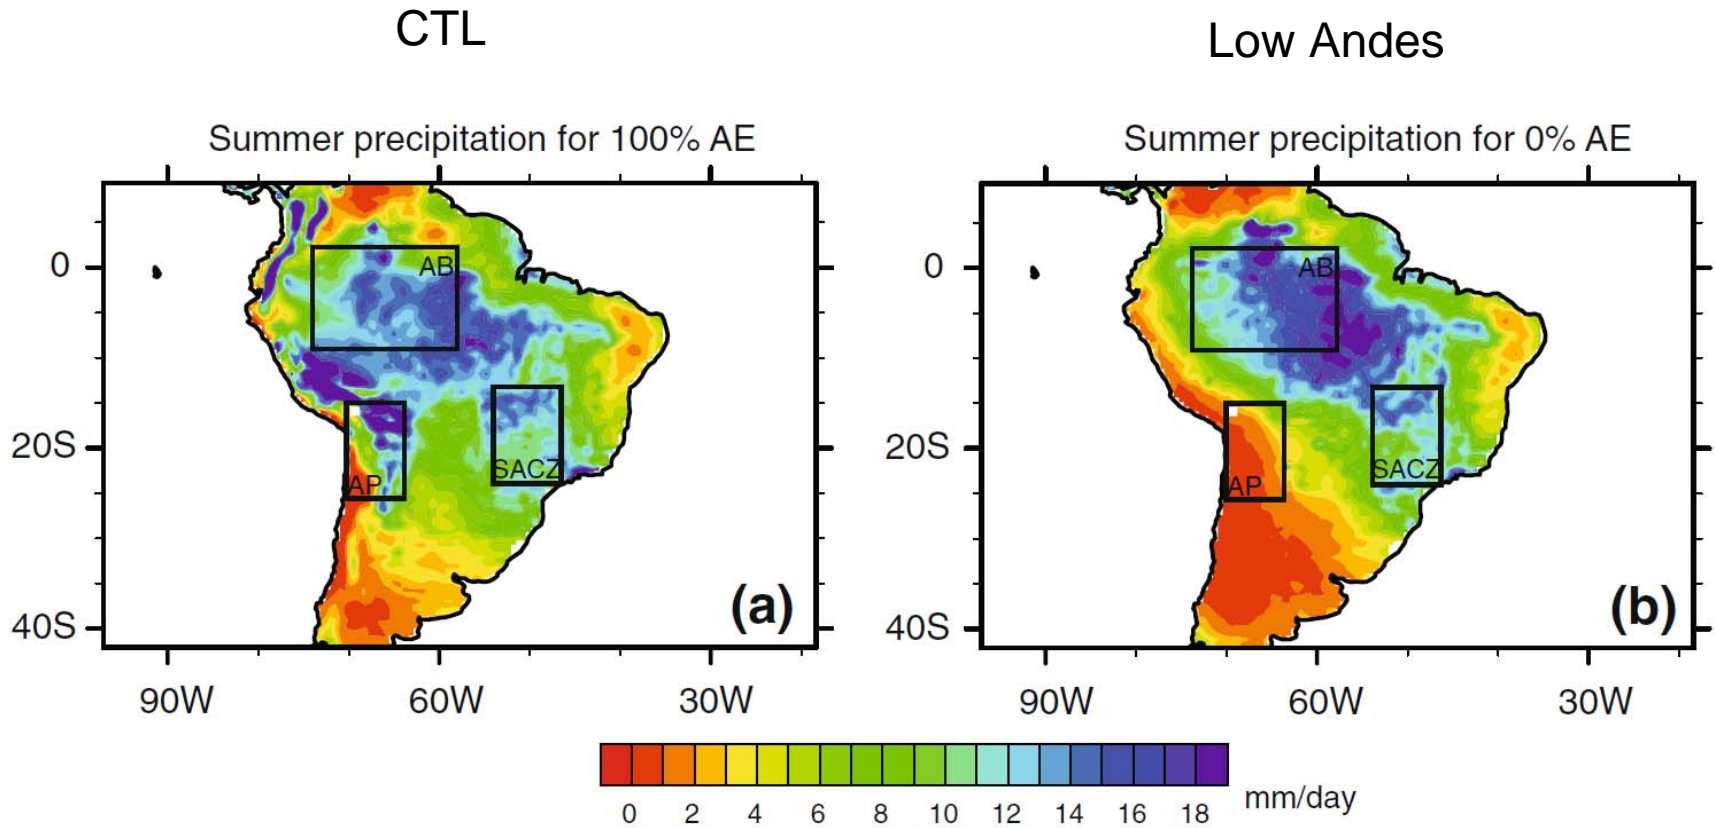 CTL
Low Andes
Summer precipitation for 100% AE
Summer precipitation for 0% AE
0
20S
40S
AB
AP
SACZ
(a)
90W 60W 30W
0
20S
40S
AB
AP
SACZ
(b)
90W 60W 30W
0 2 4 6 8 10 12 14 16 18
mm/day